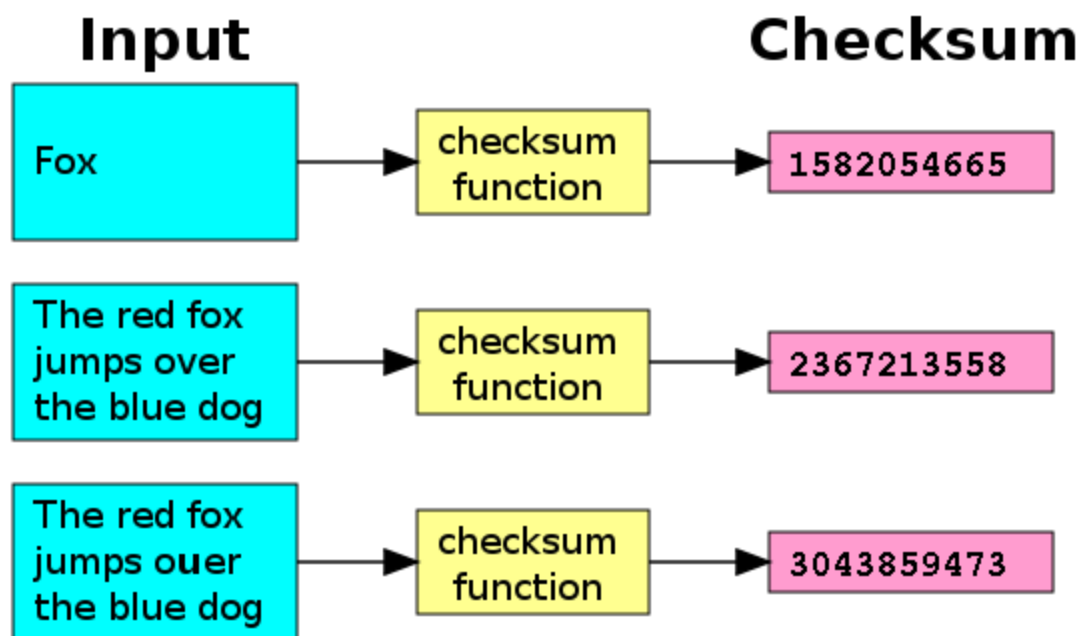 Input
Checksum
Fox
checksum
function
1582054665
The red fox
jumps over
the blue dog
checksum
function
2367213558
The red fox
jumps ouer
the blue dog
checksum
function
3043859473